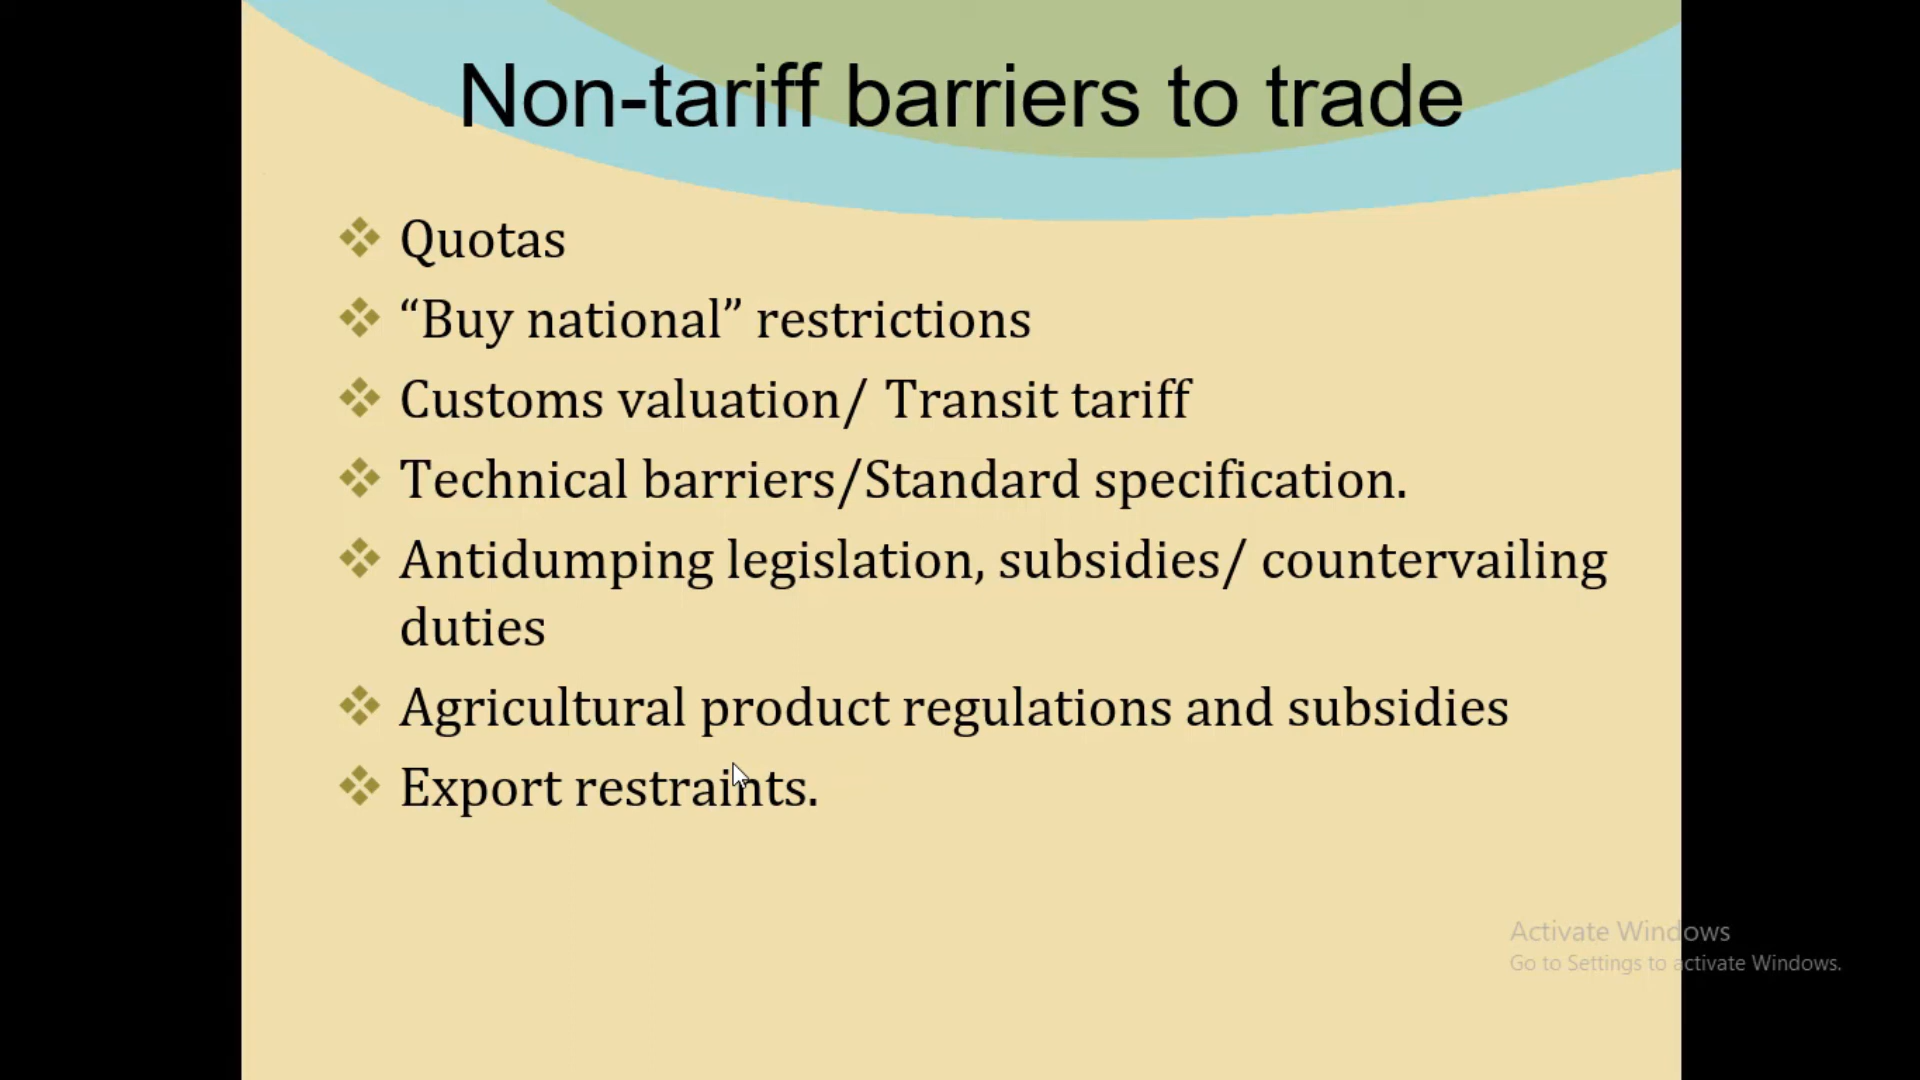 Non-tariff barriers to trade
Quotas
“Buy national” restrictions
Customs valuation/ Transit tariff
Technical barriers/Standard specification.
Antidumping legislation, subsidies/ countervailing
duties
Agricultural product regulations and subsidies
Export restraints.
Activate Windows
Go to Settings to activate Windows.